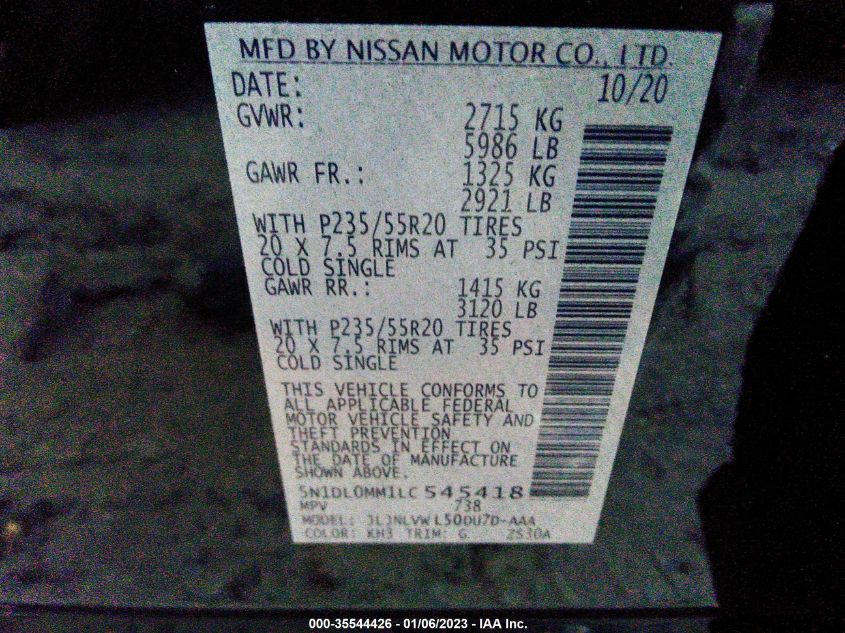 MFD BY NISSAN MOTOR CO., LTD.
DATE: 10/20
GVWR: 2715 KG
5986 LB
GAWR FR.: 1325 KG
2921 LB
WITH P235/55R20 TIRES
20 X 7.5 RIMS AT 35 PSI
COLD SINGLE
GAWR RR.: 1415 KG
3120 LB
WITH P235/55R20 TIRES
20 X 7.5 RIMS AT 35 PSI
COLD SINGLE
THIS VEHICLE CONFORMS TO
ALL APPLICABLE FEDERAL
MOTOR VEHICLE SAFETY AND
THEFT PREVENTION
STANDARDS IN EFFECT ON
THE DATE OF MANUFACTURE
SHOWN ABOVE.
5N1DL0MM1LC545418
MPV 738
MODEL:
COLOR: KH3 TRIM: G
000-35544426 - 01/06/2023 - IAA Inc.